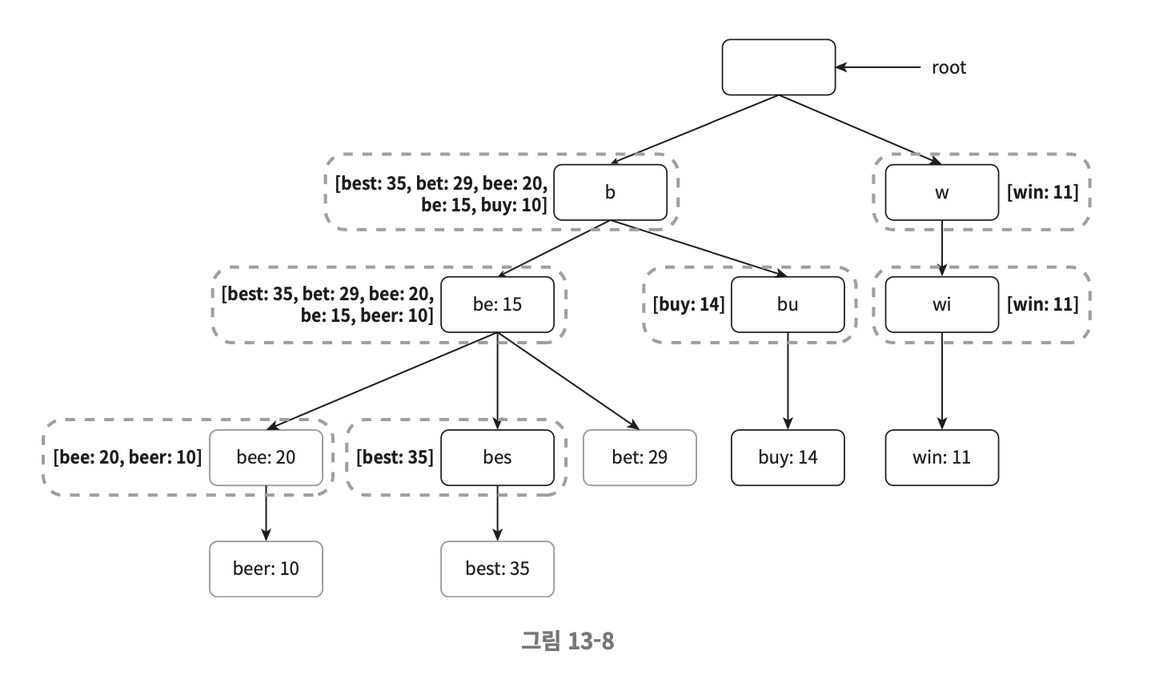 root
[best: 35, bet: 29, bee: 20,
be: 15, buy: 10]
b
w
[win: 11]
[best: 35, bet: 29, bee: 20,
be: 15, beer: 10]
be: 15
[buy: 14]
bu
wi
[win: 11]
[bee: 20, beer: 10]
bee: 20
[best: 35]
bes
bet: 29
buy: 14
win: 11
beer: 10
best: 35
그림 13-8